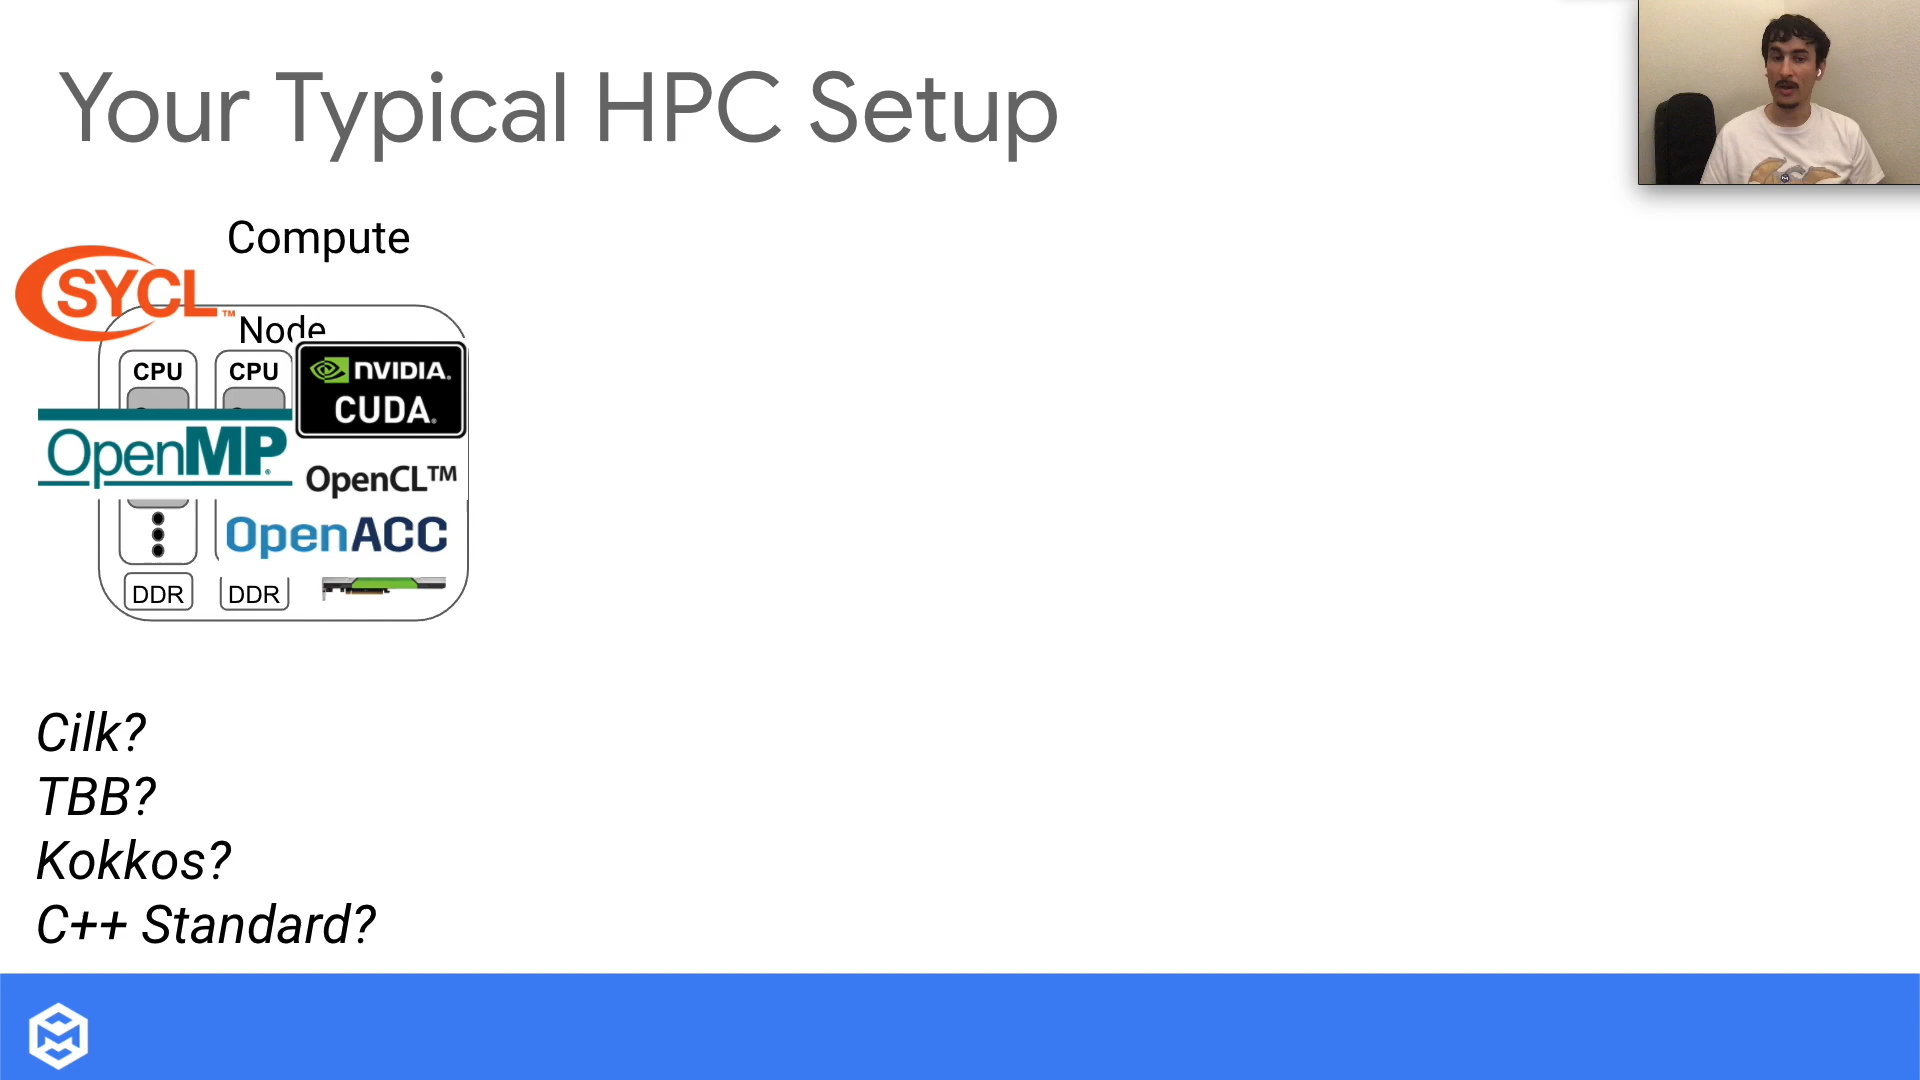 Your Typical HPC Setup
Compute
SYCL™
Node
CPU CPU
NVIDIA®
CUDA®
OpenMP®
OpenCL™
OpenACC
DDR DDR
Cilk?
TBB?
Kokkos?
C++ Standard?